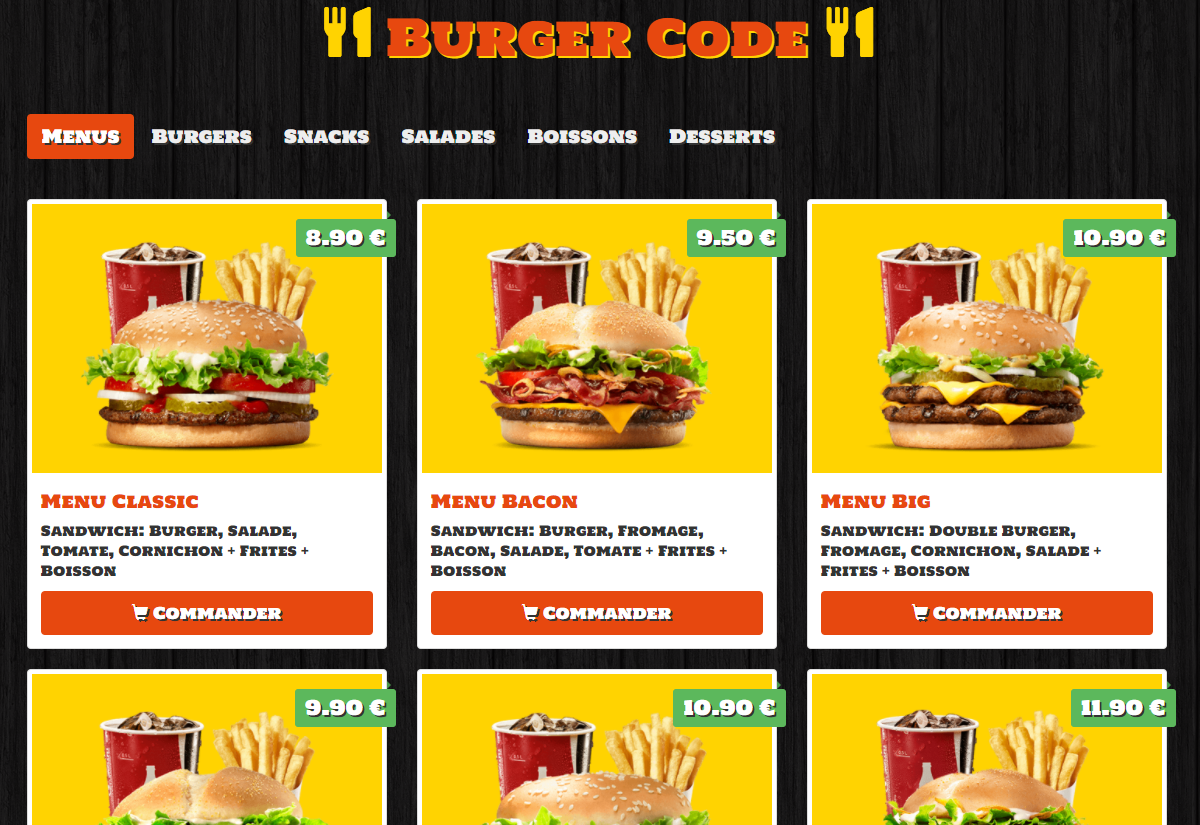 Burger Code
Menus Burgers Snacks Salades Boissons Desserts
8.90 €
9.50 €
10.90 €
Menu Classic
Sandwich: Burger, Salade,
Tomate, Cornichon + Frites +
Boisson
Commander
Menu Bacon
Sandwich: Burger, Fromage,
Bacon, Salade, Tomate + Frites +
Boisson
Commander
Menu Big
Sandwich: Double Burger,
Fromage, Cornichon, Salade +
Frites + Boisson
Commander
9.90 €
10.90 €
11.90 €